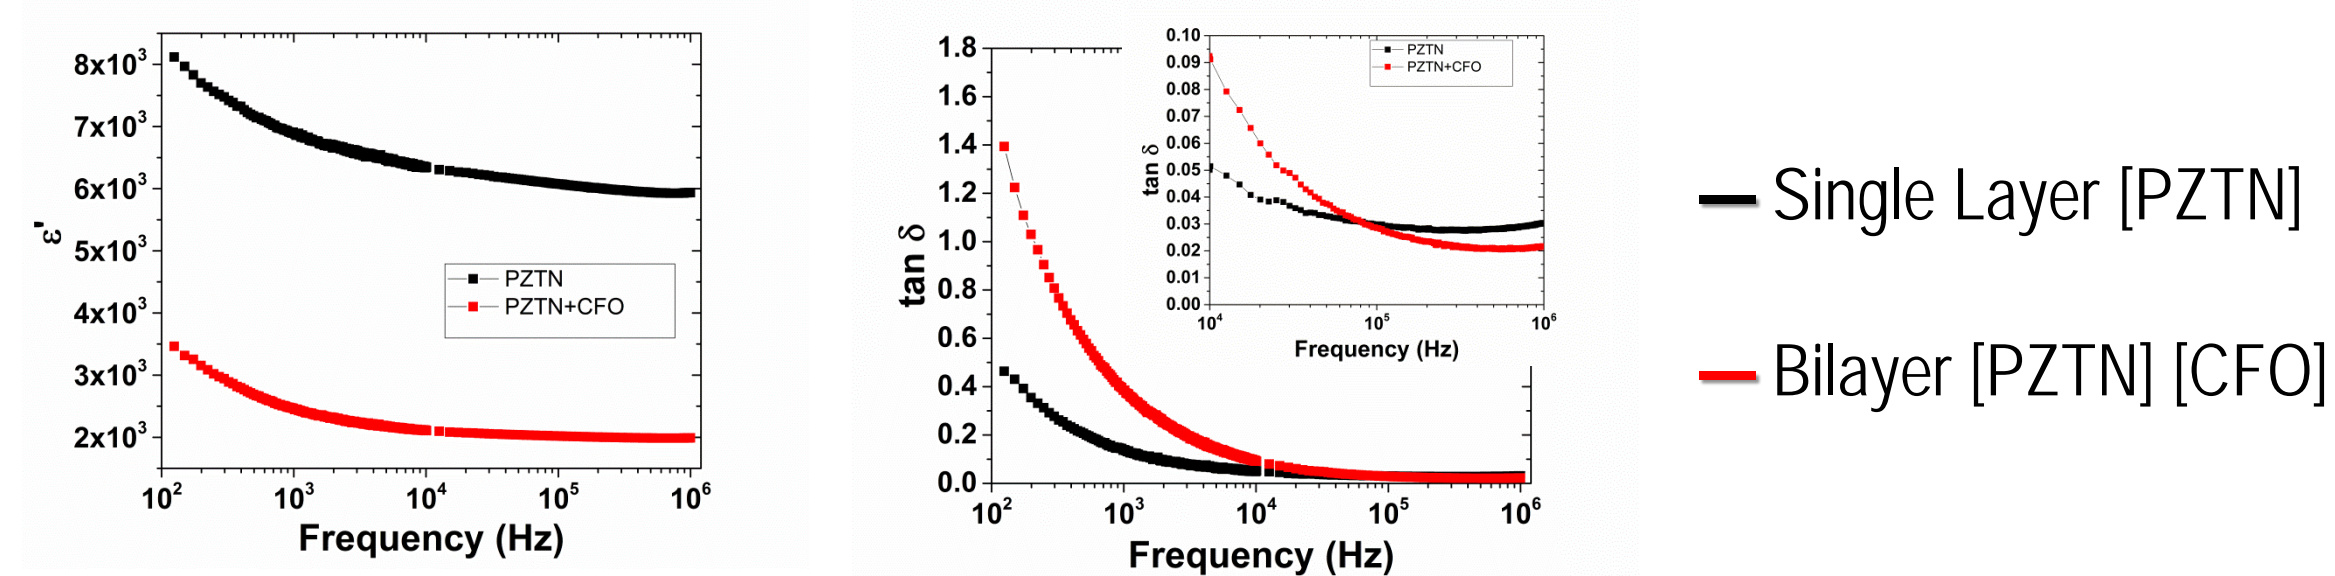 8x10³
7x10³
6x10³
5x10³
4x10³
3x10³
2x10³
ε'
PZTN
PZTN+CFO
10² 10³ 10⁴ 10⁵ 10⁶
Frequency (Hz)
1.8
1.6
1.4
1.2
1.0
0.8
0.6
0.4
0.2
0.0
tan δ
10² 10³ 10⁴ 10⁵ 10⁶
Frequency (Hz)
0.10
0.09
0.08
0.07
0.06
0.05
0.04
0.03
0.02
0.01
0.00
tan δ
PZTN
PZTN+CFO
10⁴ 10⁵ 10⁶
Frequency (Hz)
Single Layer [PZTN]
Bilayer [PZTN] [CFO]